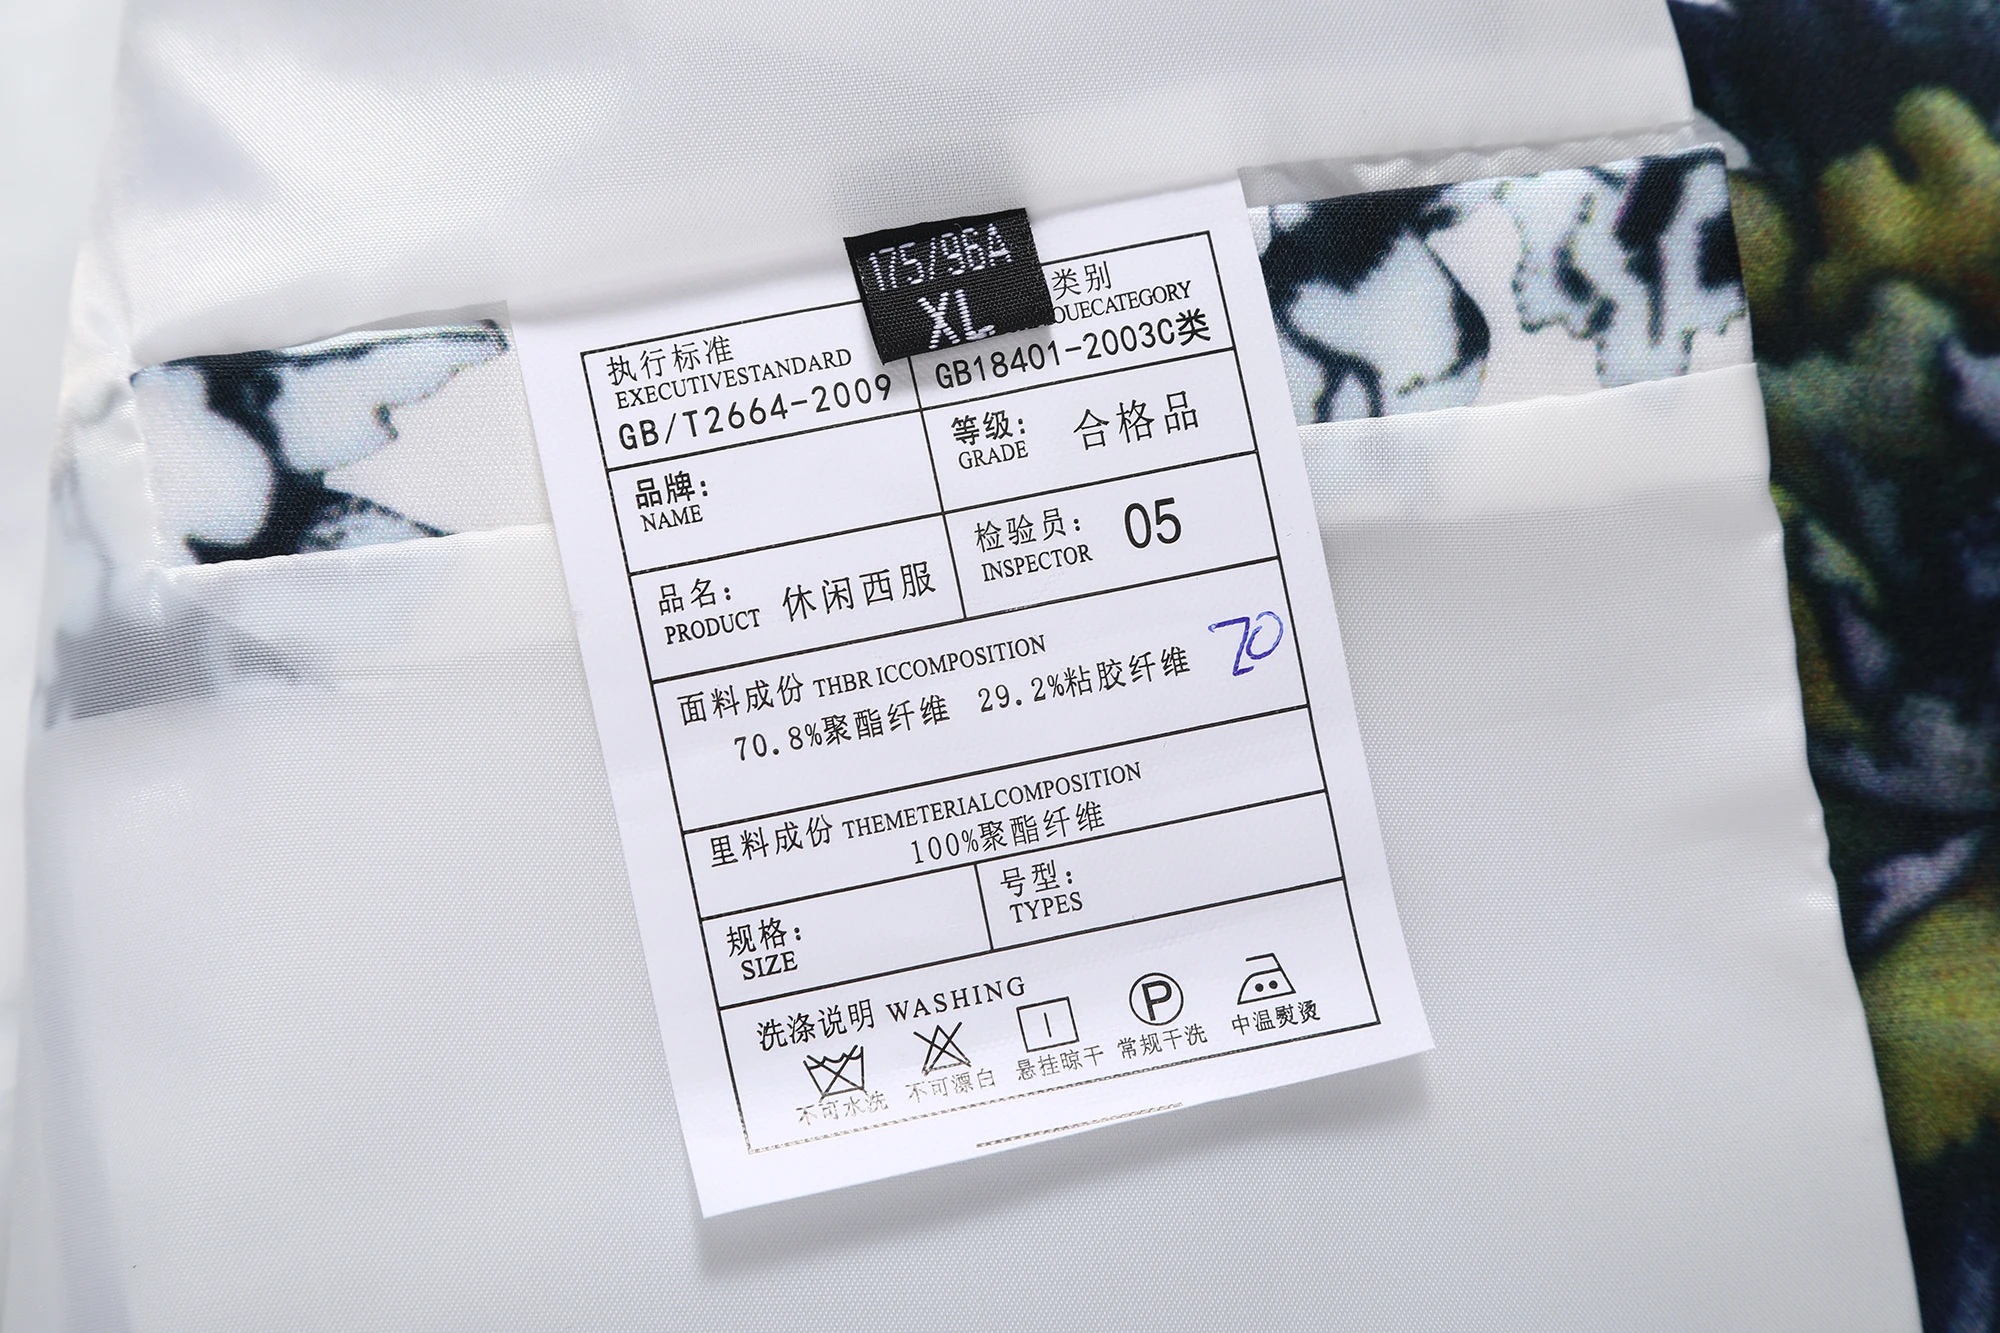 175/96A
XL
执行标准
EXECUTIVESTANDARD
GB/T2664-2009
类别
GB18401-2003C类
品牌:
NAME
等级:
GRADE
合格品
品名:
PRODUCT
休闲西服
检验员:
INSPECTOR
05
面料成份 THBR ICCOMPOSITION
70.8%聚酯纤维 29.2%粘胶纤维
70
里料成份 THEMETERIALCOMPOSITION
100%聚酯纤维
规格:
SIZE
号型:
TYPES
洗涤说明 WASHING
P
不可水洗 不可漂白 悬挂晾干 常规干洗 中温熨烫